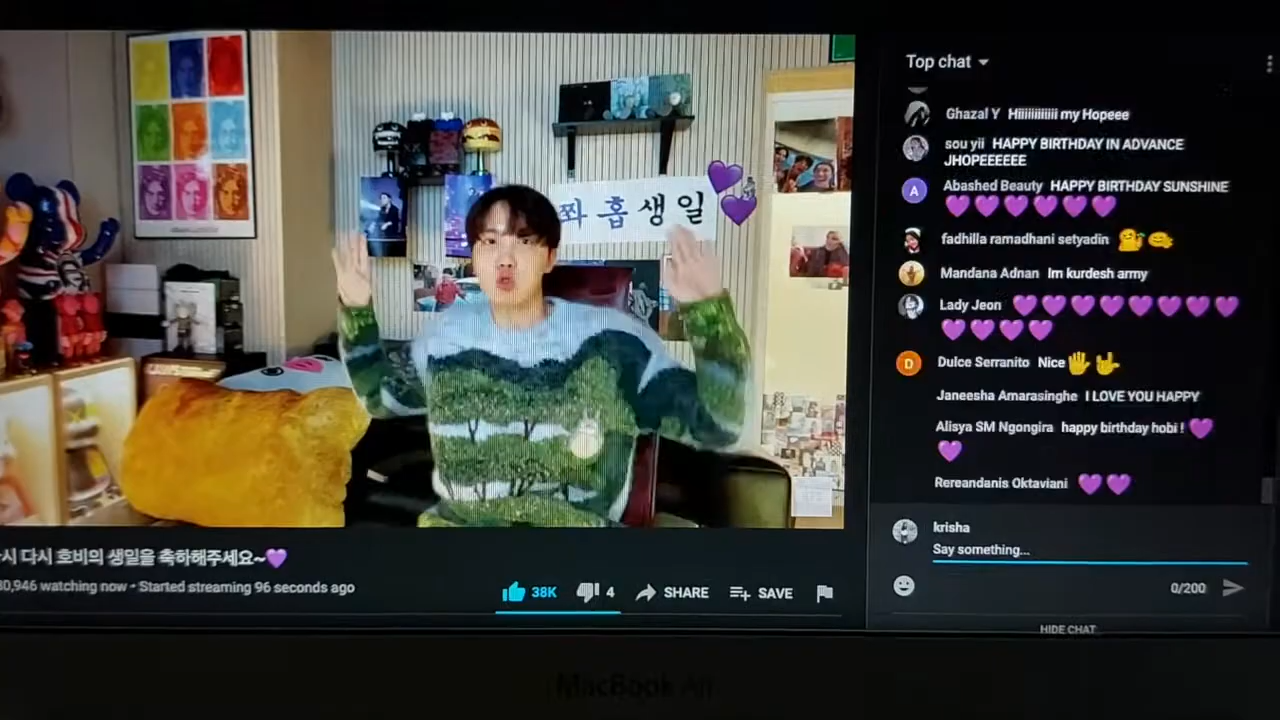 쫘 홉 생일
시 다시 호비의 생일을 축하해주세요~💜
30,946 watching now • Started streaming 96 seconds ago
38K
4
SHARE
SAVE
Top chat
Ghazal Y Hiiiiiiiiiiiii my Hopeee
sou yii HAPPY BIRTHDAY IN ADVANCE
JHOPEEEEEE
Abashed Beauty HAPPY BIRTHDAY SUNSHINE
💜💜💜💜💜💜
A
fadhilla ramadhani setyadin
Mandana Adnan Im kurdesh army
Lady Jeon 💜💜💜💜💜💜💜💜
💜💜💜💜
D
Dulce Serranito Nice 🖐🤟
Janeesha Amarasinghe I LOVE YOU HAPPY
Alisya SM Ngongira happy birthday hobi ! 💜
💜
Rereandanis Oktaviani 💜💜
krisha
Say something...
0/200
HIDE CHAT
MacBook Air